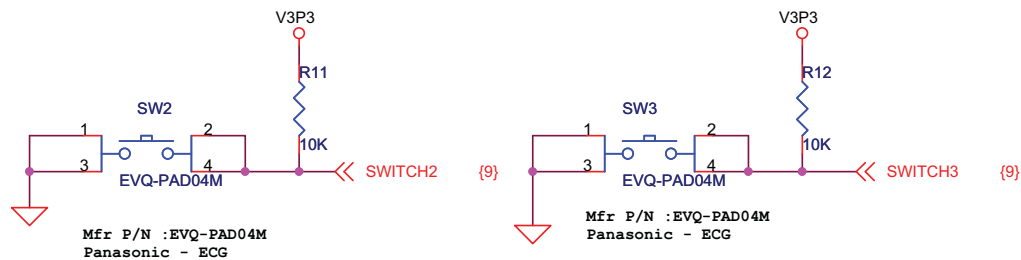 V3P3
R11
SW2
1
2
10K
3
4
SWITCH2
{9}
EVQ-PAD04M
Mfr P/N :EVQ-PAD04M
Panasonic - ECG
V3P3
R12
SW3
1
2
10K
3
4
SWITCH3
{9}
EVQ-PAD04M
Mfr P/N :EVQ-PAD04M
Panasonic - ECG